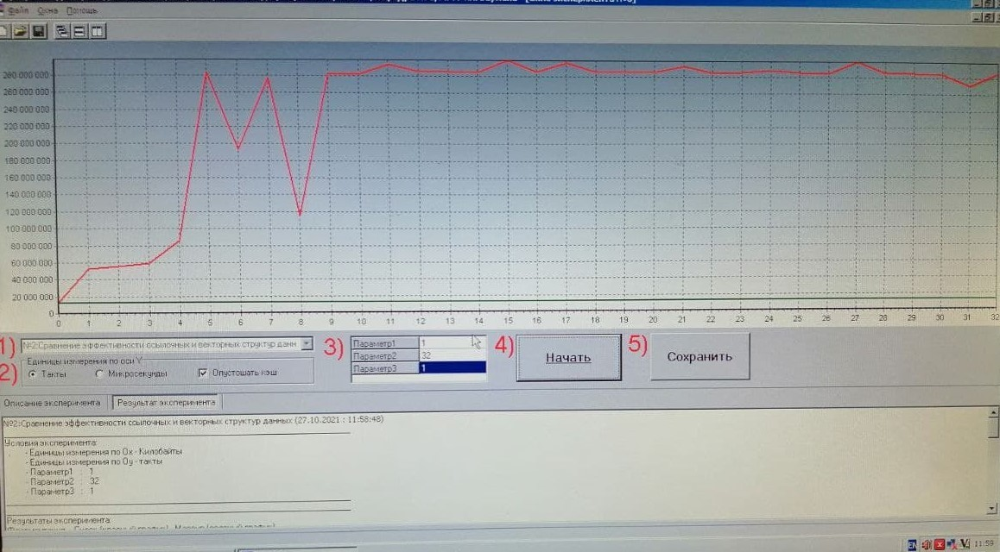 Файл Окна Помощь
280 000 000
260 000 000
240 000 000
220 000 000
200 000 000
180 000 000
160 000 000
140 000 000
120 000 000
100 000 000
80 000 000
60 000 000
40 000 000
20 000 000
0
0 1 2 3 4 5 6 7 8 9 10 11 12 13 14 15 16 17 18 19 20 21 22 23 24 25 26 27 28 29 30 31 32
1) №2:Сравнение эффективности ссылочных и векторных структур данн
2) Единицы измерения по оси Y
Такты Микросекунды Опустошать кэш
3) Параметр1 1
Параметр2 32
Параметр3 1
4) Начать
5) Сохранить
Описание эксперимента Результат эксперимента
№2:Сравнение эффективности ссылочных и векторных структур данных (27.10.2021 : 11:58:48)
Условия эксперимента:
- Единицы измерения по Ox - Килобайты
- Единицы измерения по Oy - такты
- Параметр1 : 1
- Параметр2 : 32
- Параметр3 : 1
Результаты эксперимента:
EN 11:59